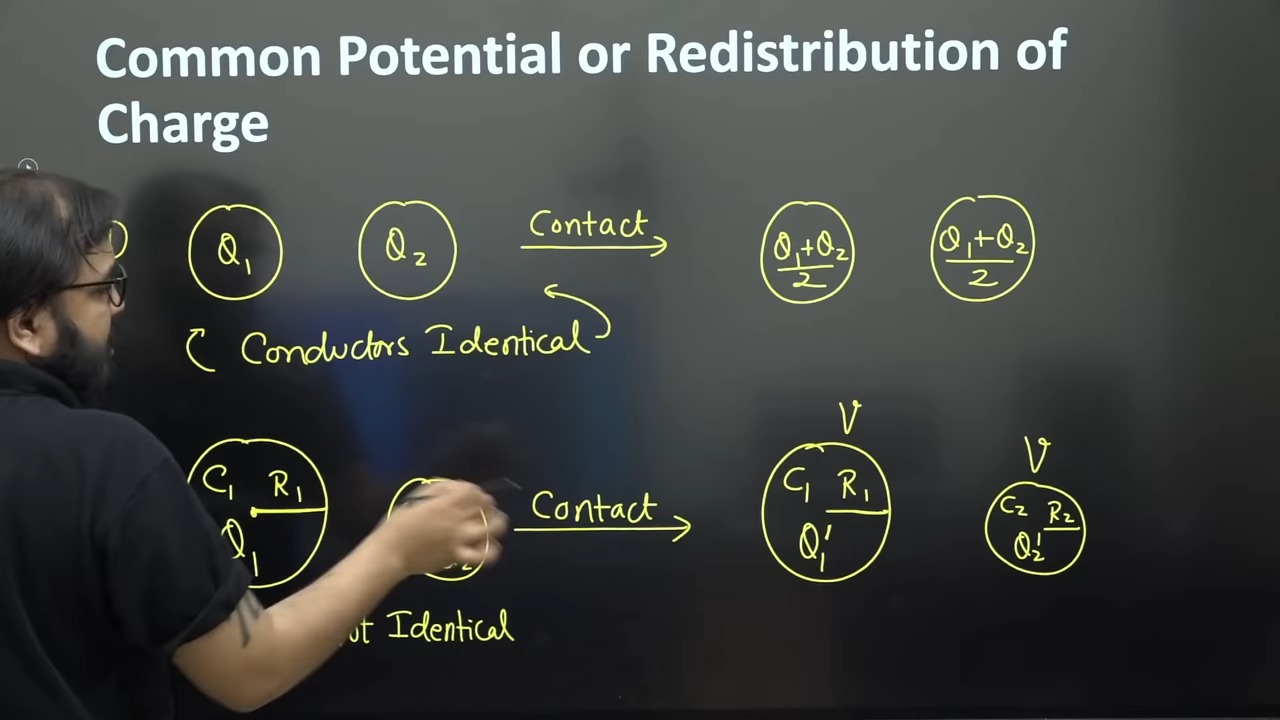 Common Potential or Redistribution of
Charge
Q₁ Q₂ Contact Q₁+Q₂/2 Q₁+Q₂/2
Conductors Identical
V V
C₁ R₁ Q₁ Contact C₁ R₁ Q₁' C₂ R₂ Q₂'
Identical